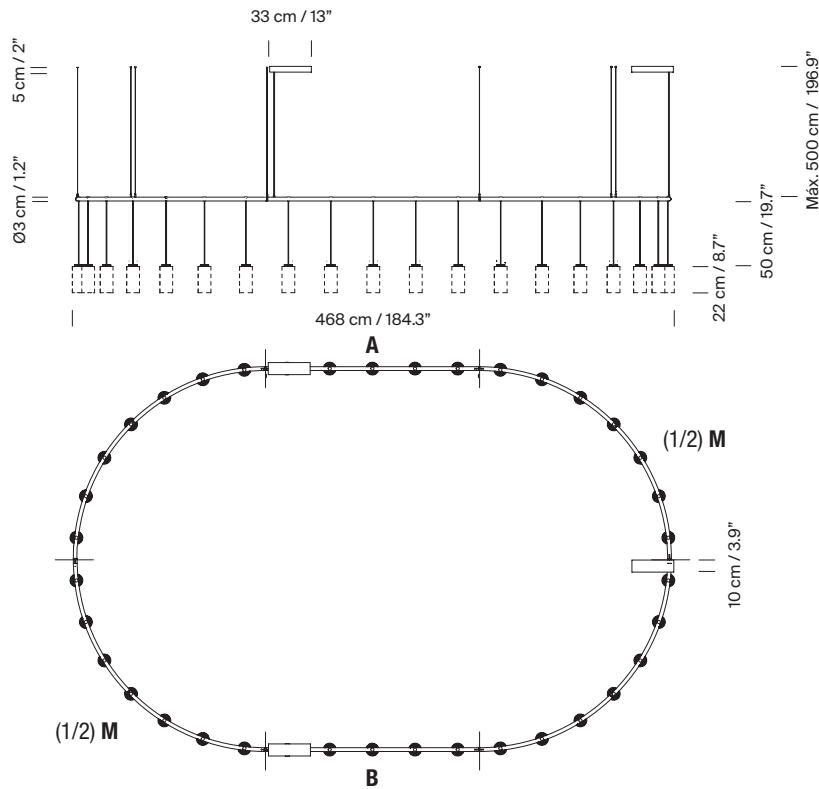 33 cm / 13”
5 cm / 2”
Máx. 500 cm / 196.9”
Ø3 cm / 1.2”
50 cm / 19.7”
22 cm / 8.7”
468 cm / 184.3”
A
(1/2) M
10 cm / 3.9”
(1/2) M
B